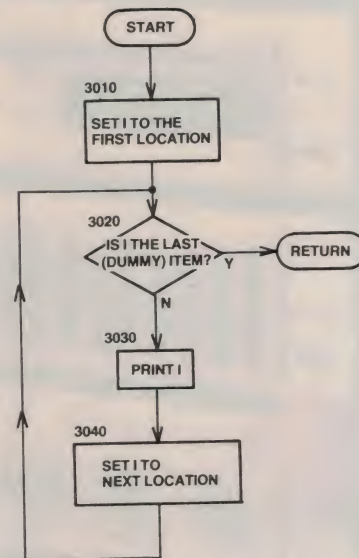 START
3010
SET I TO THE
FIRST LOCATION
3020
IS I THE LAST
(DUMMY) ITEM?
Y
RETURN
N
3030
PRINT I
3040
SET I TO
NEXT LOCATION